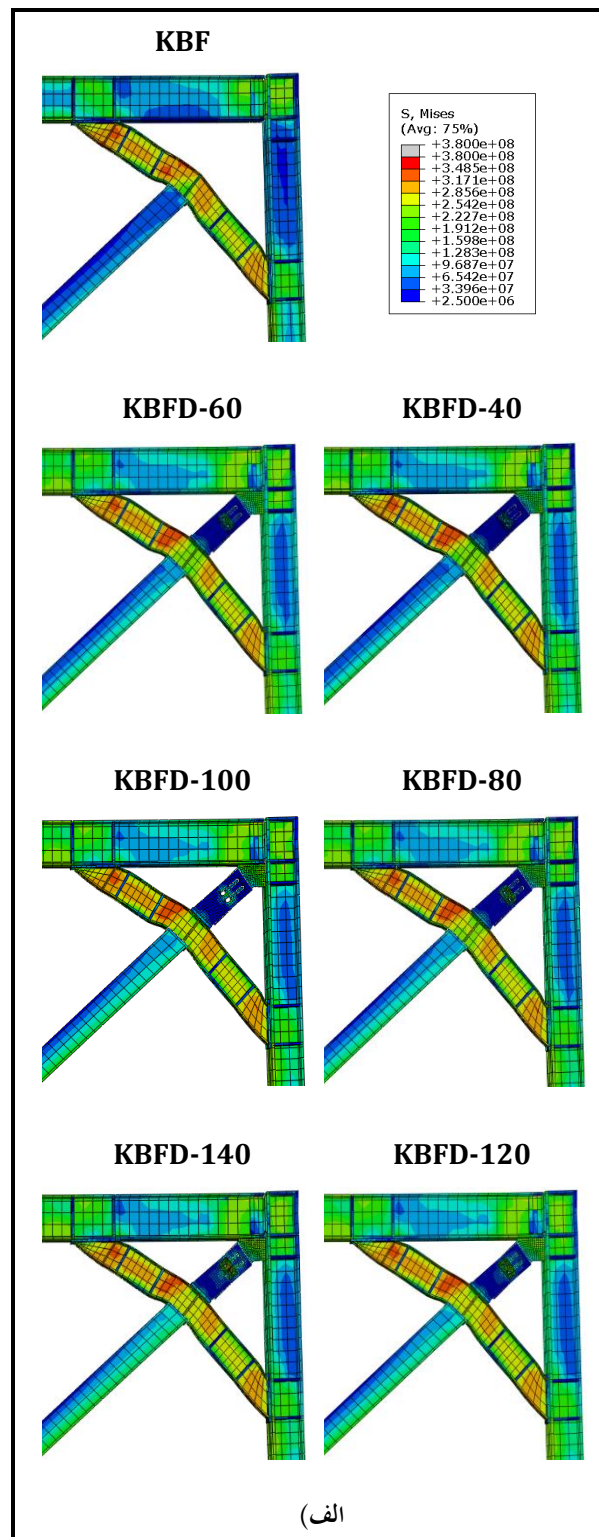 KBF
S, Mises
(Avg: 75%)
+3.800e+08
+3.800e+08
+3.485e+08
+3.171e+08
+2.856e+08
+2.542e+08
+2.227e+08
+1.912e+08
+1.598e+08
+1.283e+08
+9.687e+07
+6.542e+07
+3.396e+07
+2.500e+06
KBFD-60 KBFD-40
KBFD-100 KBFD-80
KBFD-140 KBFD-120
الف)